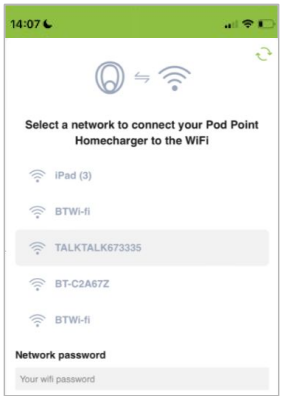 14:07
Select a network to connect your Pod Point
Homecharger to the WiFi
iPad (3)
BTWi-fi
TALKTALK673335
BT-C2A67Z
BTWi-fi
Network password
Your wifi password